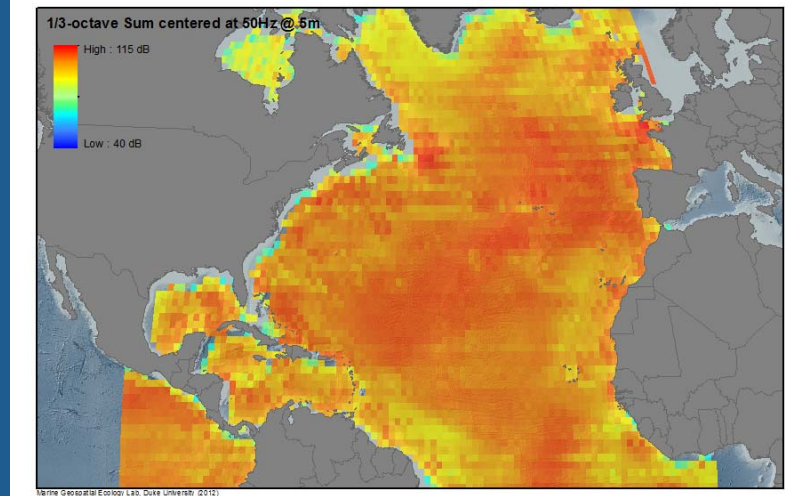 1/3-octave Sum centered at 50Hz @ 5m
High : 115 dB
Low : 40 dB
Marine Geospatial Ecology Lab, Duke University (2012)